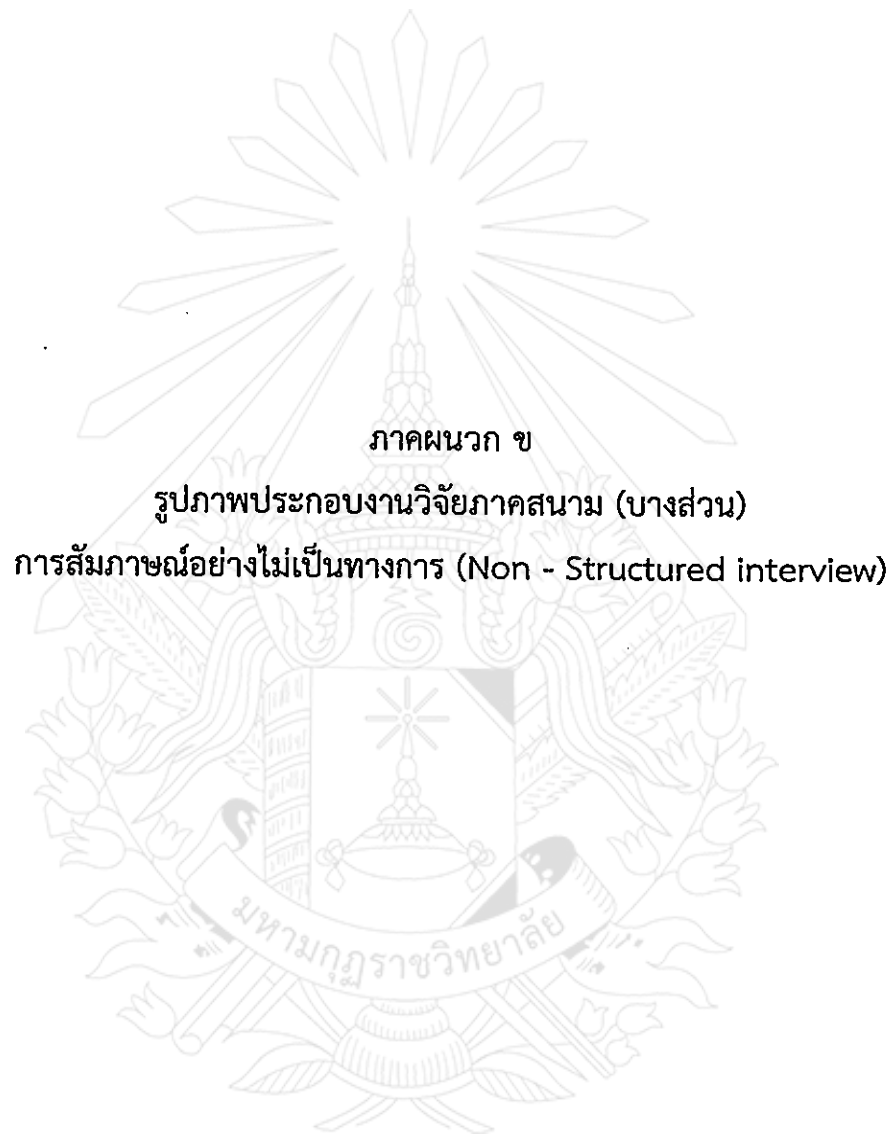 ภาคผนวก ข
รูปภาพประกอบงานวิจัยภาคสนาม (บางส่วน)
การสัมภาษณ์อย่างไม่เป็นทางการ (Non - Structured interview)
มหามกุฏราชวิทยาลัย